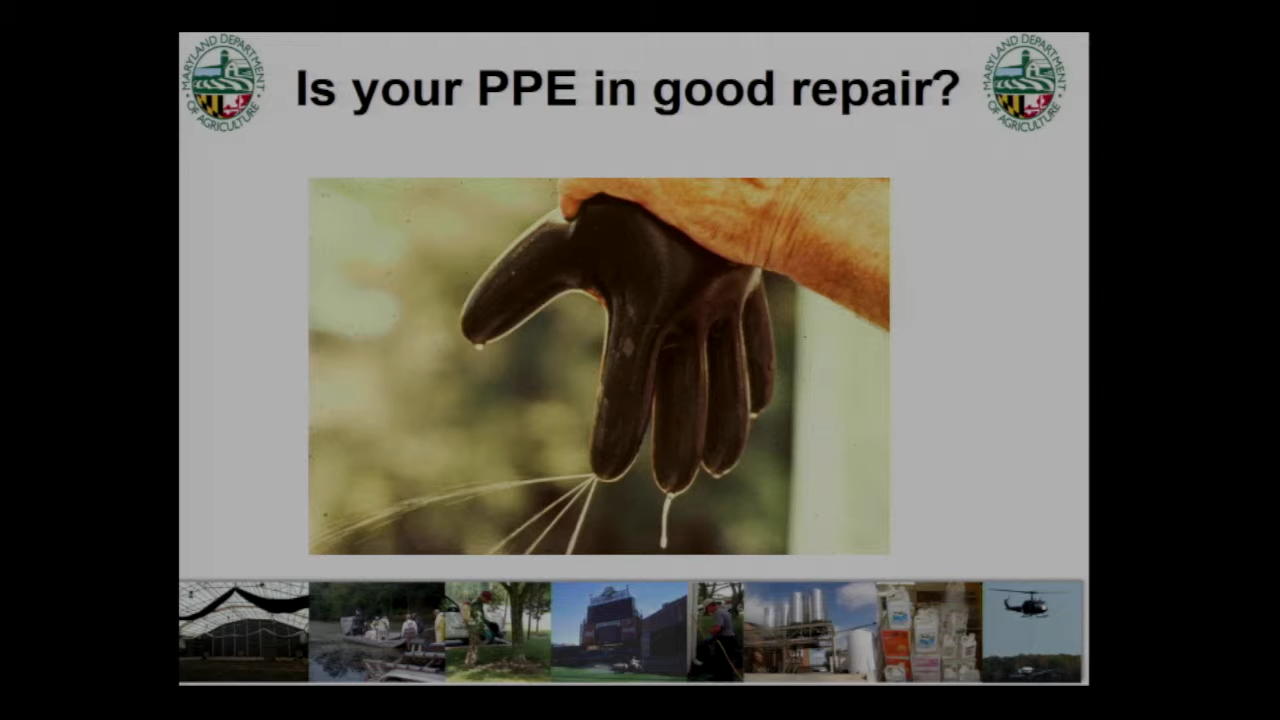 Is your PPE in good repair?
MARYLAND DEPARTMENT
OF AGRICULTURE
MARYLAND DEPARTMENT
OF AGRICULTURE